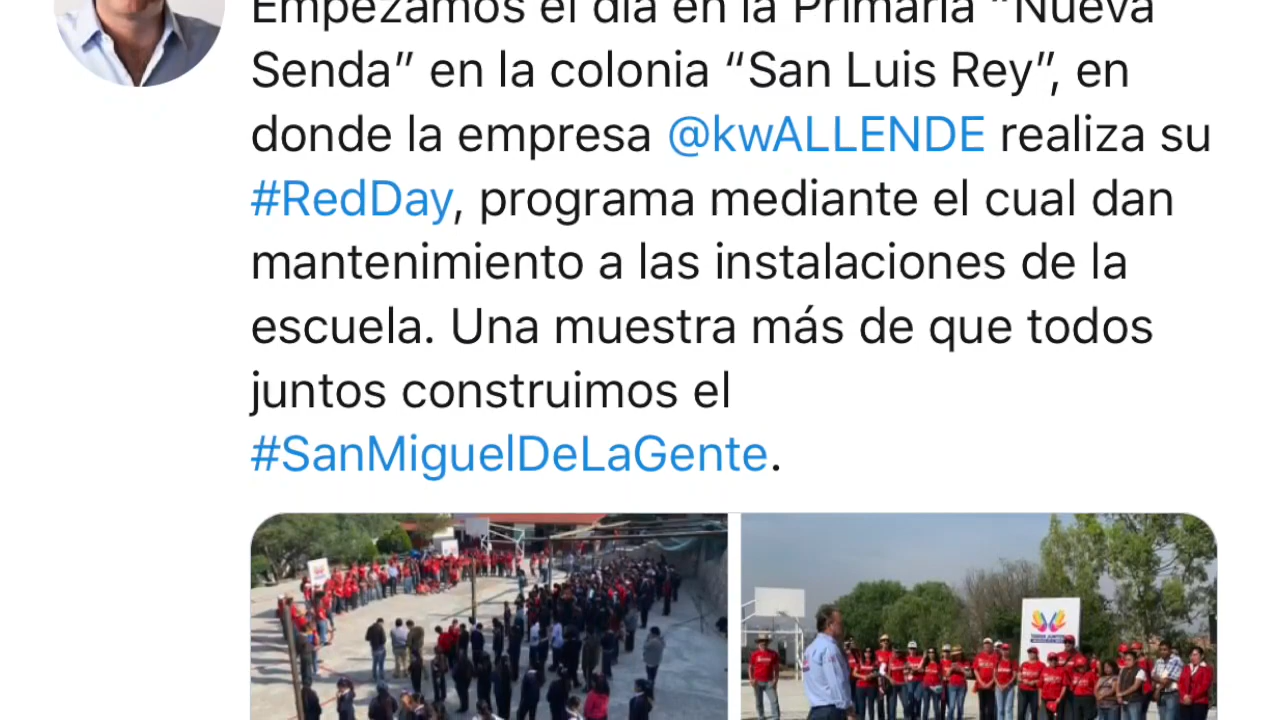 Empezamos el día en la Primaria “Nueva
Senda” en la colonia “San Luis Rey”, en
donde la empresa @kwALLENDE realiza su
#RedDay, programa mediante el cual dan
mantenimiento a las instalaciones de la
escuela. Una muestra más de que todos
juntos construimos el
#SanMiguelDeLaGente.
TODOS JUNTOS